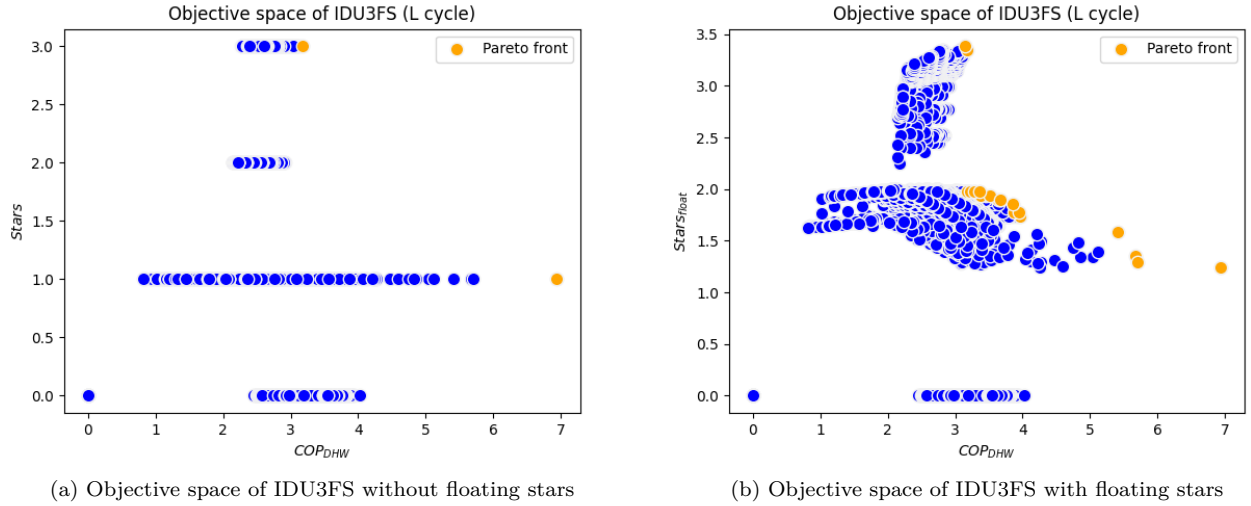 Objective space of IDU3FS (L cycle)
Pareto front
3.0
2.5
2.0
1.5
1.0
0.5
0.0
Stars
0 1 2 3 4 5 6 7
COP_DHW
(a) Objective space of IDU3FS without floating stars
Objective space of IDU3FS (L cycle)
Pareto front
3.5
3.0
2.5
2.0
1.5
1.0
0.5
0.0
Stars_float
0 1 2 3 4 5 6 7
COP_DHW
(b) Objective space of IDU3FS with floating stars